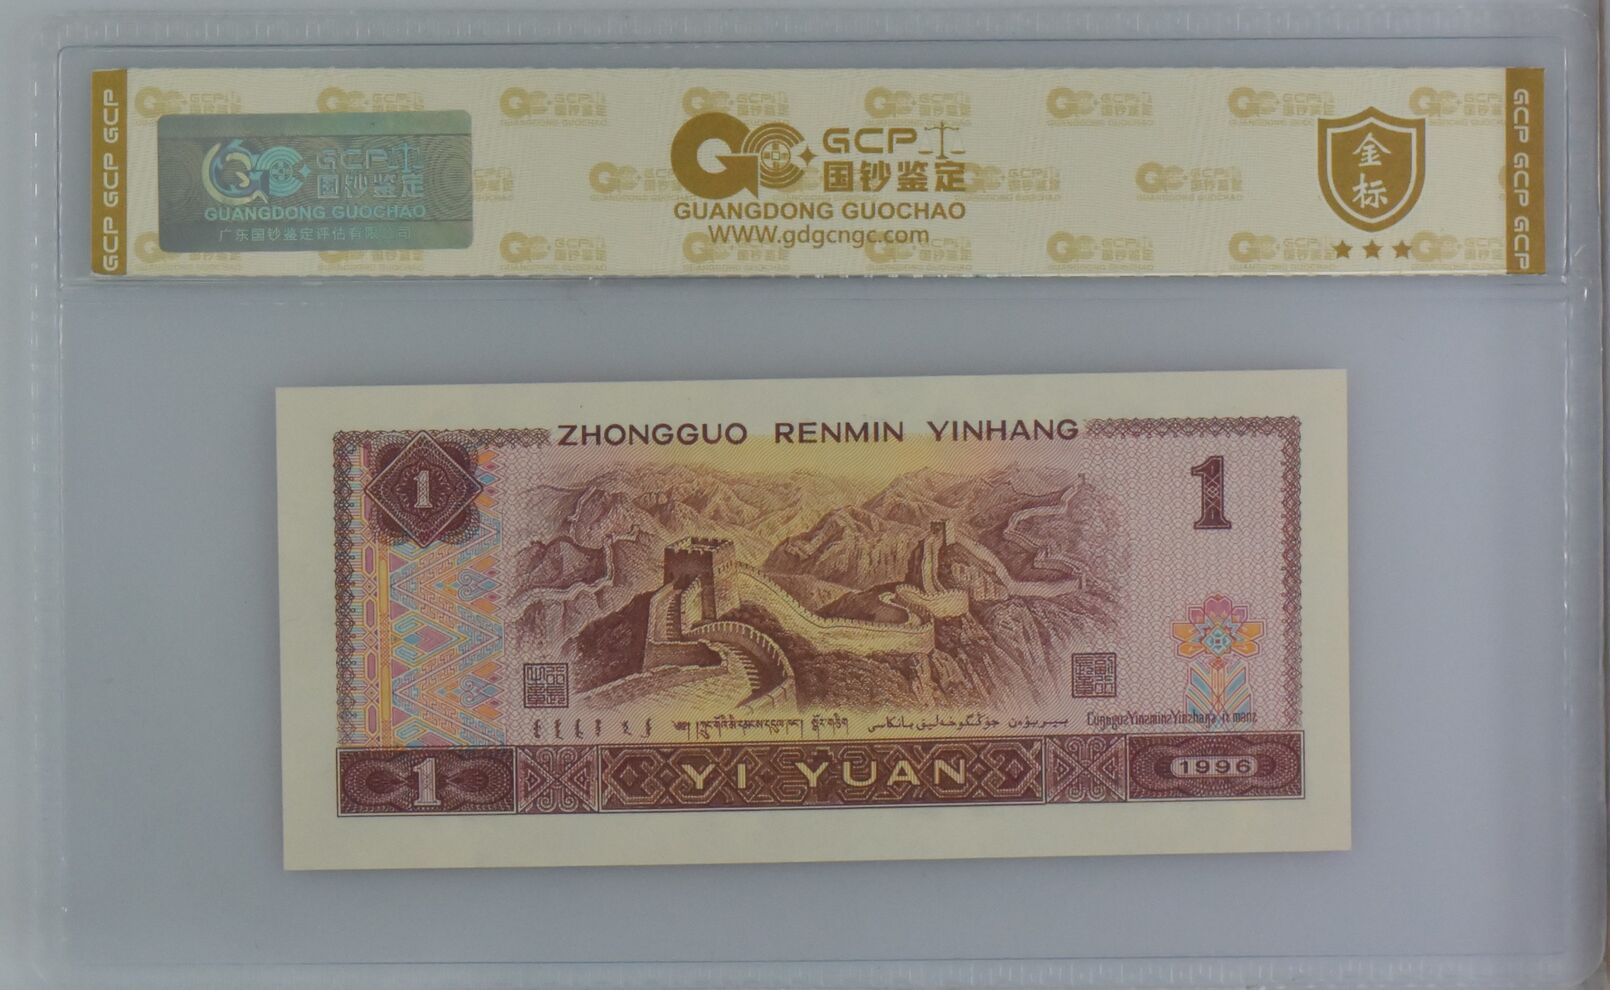 GCP GCP GCP
GCP
国钞鉴定
GUANGDONG GUOCHAO
广东国钞鉴定评估有限公司
GCP
国钞鉴定
GUANGDONG GUOCHAO
WWW.gdgcngc.com
金标
GCP GCP GCP
ZHONGGUO RENMIN YINHANG
1
1
YI YUAN
1
1996